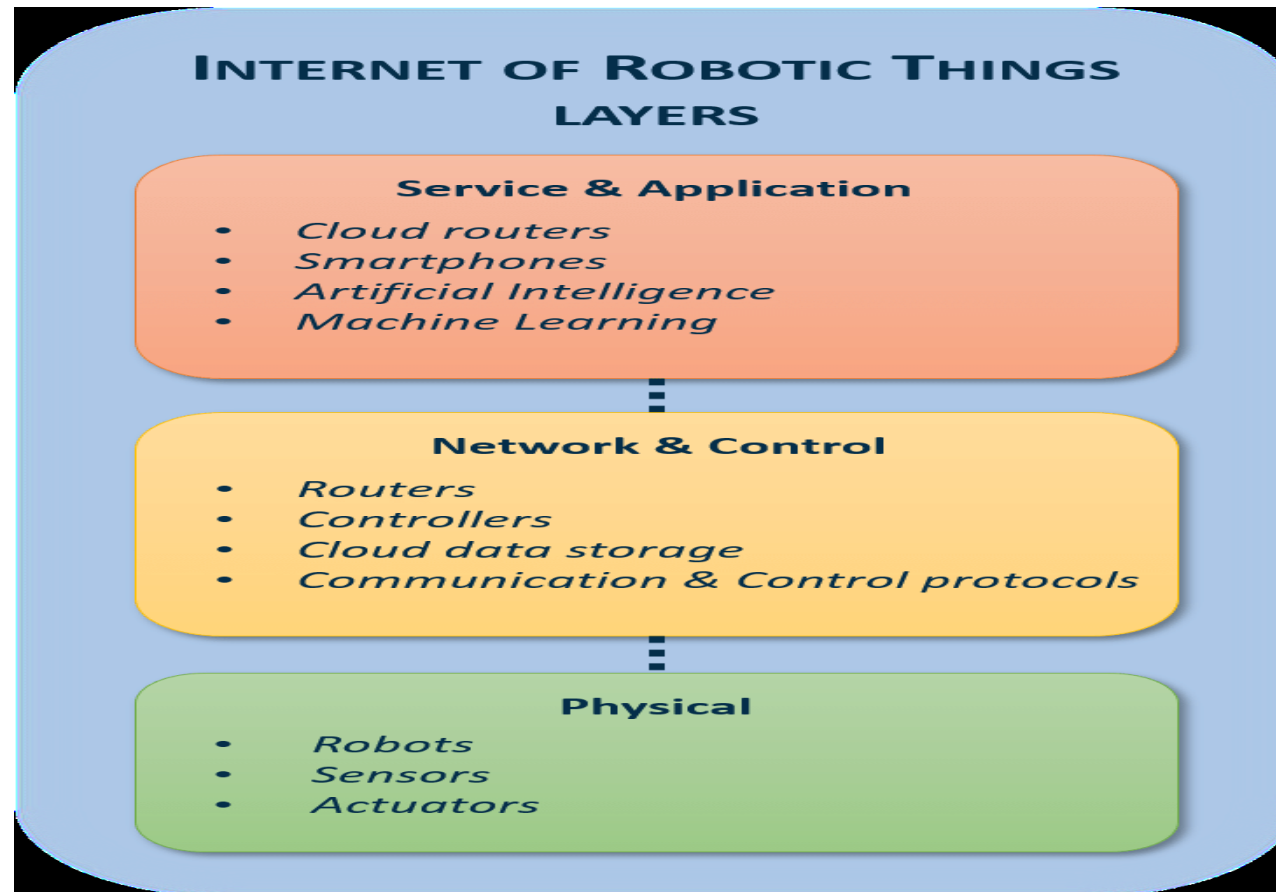 INTERNET OF ROBOTIC THINGS
LAYERS
Service & Application
• Cloud routers
• Smartphones
• Artificial Intelligence
• Machine Learning
Network & Control
• Routers
• Controllers
• Cloud data storage
• Communication & Control protocols
Physical
• Robots
• Sensors
• Actuators